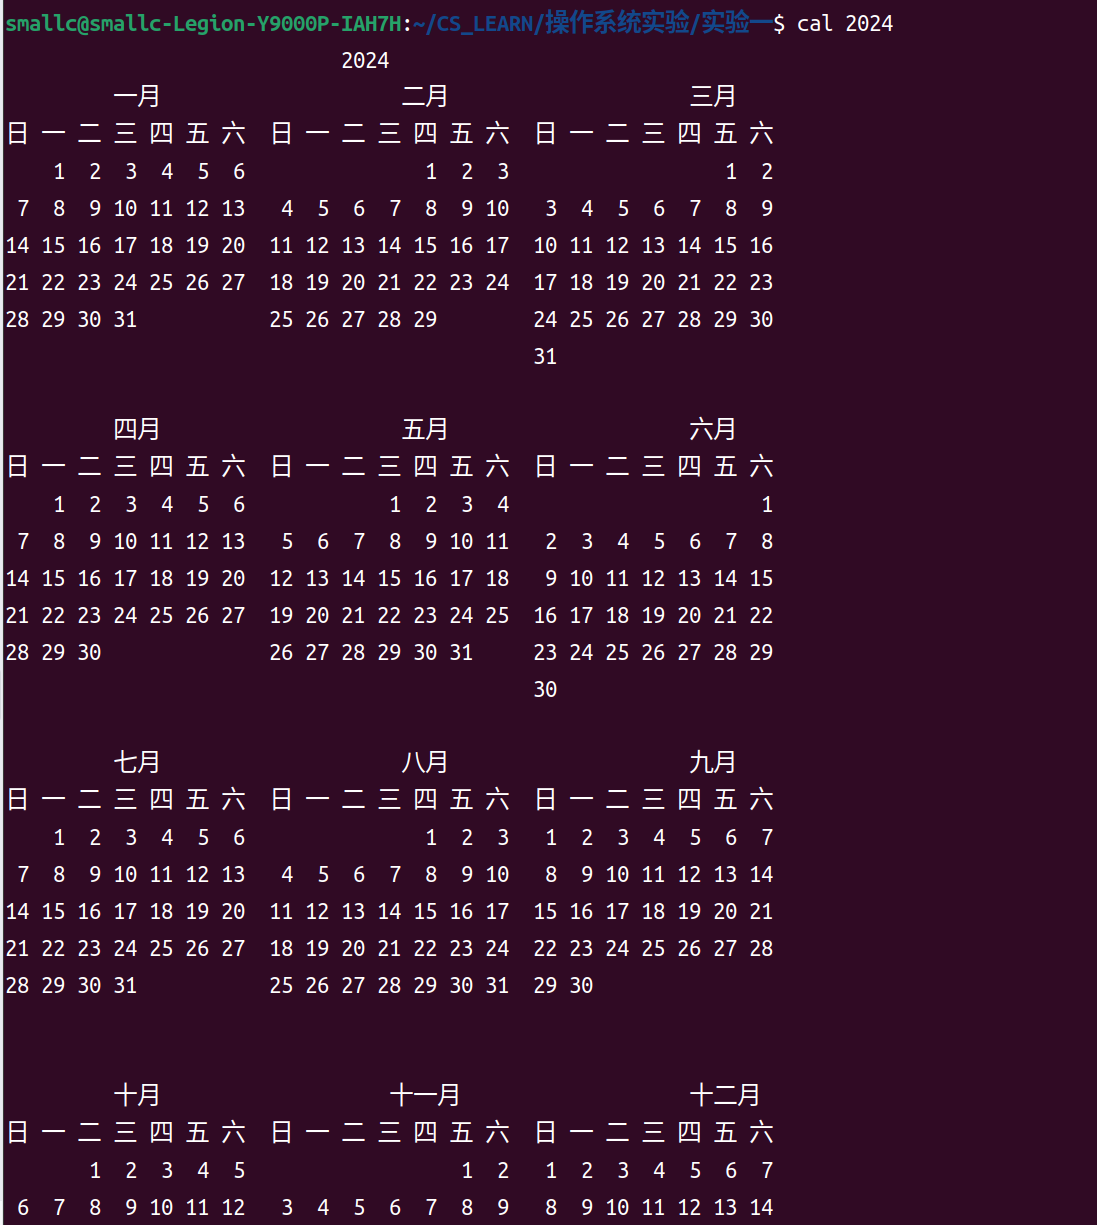 smallc@smallc-Legion-Y9000P-IAH7H:~/CS_LEARN/操作系统实验/实验一$ cal 2024
                            2024
         一月                    二月                    三月
日 一 二 三 四 五 六  日 一 二 三 四 五 六  日 一 二 三 四 五 六
    1  2  3  4  5  6               1  2  3                  1  2
 7  8  9 10 11 12 13   4  5  6  7  8  9 10   3  4  5  6  7  8  9
14 15 16 17 18 19 20  11 12 13 14 15 16 17  10 11 12 13 14 15 16
21 22 23 24 25 26 27  18 19 20 21 22 23 24  17 18 19 20 21 22 23
28 29 30 31           25 26 27 28 29        24 25 26 27 28 29 30
                                            31
         四月                    五月                    六月
日 一 二 三 四 五 六  日 一 二 三 四 五 六  日 一 二 三 四 五 六
    1  2  3  4  5  6            1  2  3  4                     1
 7  8  9 10 11 12 13   5  6  7  8  9 10 11   2  3  4  5  6  7  8
14 15 16 17 18 19 20  12 13 14 15 16 17 18   9 10 11 12 13 14 15
21 22 23 24 25 26 27  19 20 21 22 23 24 25  16 17 18 19 20 21 22
28 29 30              26 27 28 29 30 31     23 24 25 26 27 28 29
                                            30
         七月                    八月                    九月
日 一 二 三 四 五 六  日 一 二 三 四 五 六  日 一 二 三 四 五 六
    1  2  3  4  5  6               1  2  3   1  2  3  4  5  6  7
 7  8  9 10 11 12 13   4  5  6  7  8  9 10   8  9 10 11 12 13 14
14 15 16 17 18 19 20  11 12 13 14 15 16 17  15 16 17 18 19 20 21
21 22 23 24 25 26 27  18 19 20 21 22 23 24  22 23 24 25 26 27 28
28 29 30 31           25 26 27 28 29 30 31  29 30
         十月                   十一月                   十二月
日 一 二 三 四 五 六  日 一 二 三 四 五 六  日 一 二 三 四 五 六
       1  2  3  4  5                  1  2   1  2  3  4  5  6  7
 6  7  8  9 10 11 12   3  4  5  6  7  8  9   8  9 10 11 12 13 14